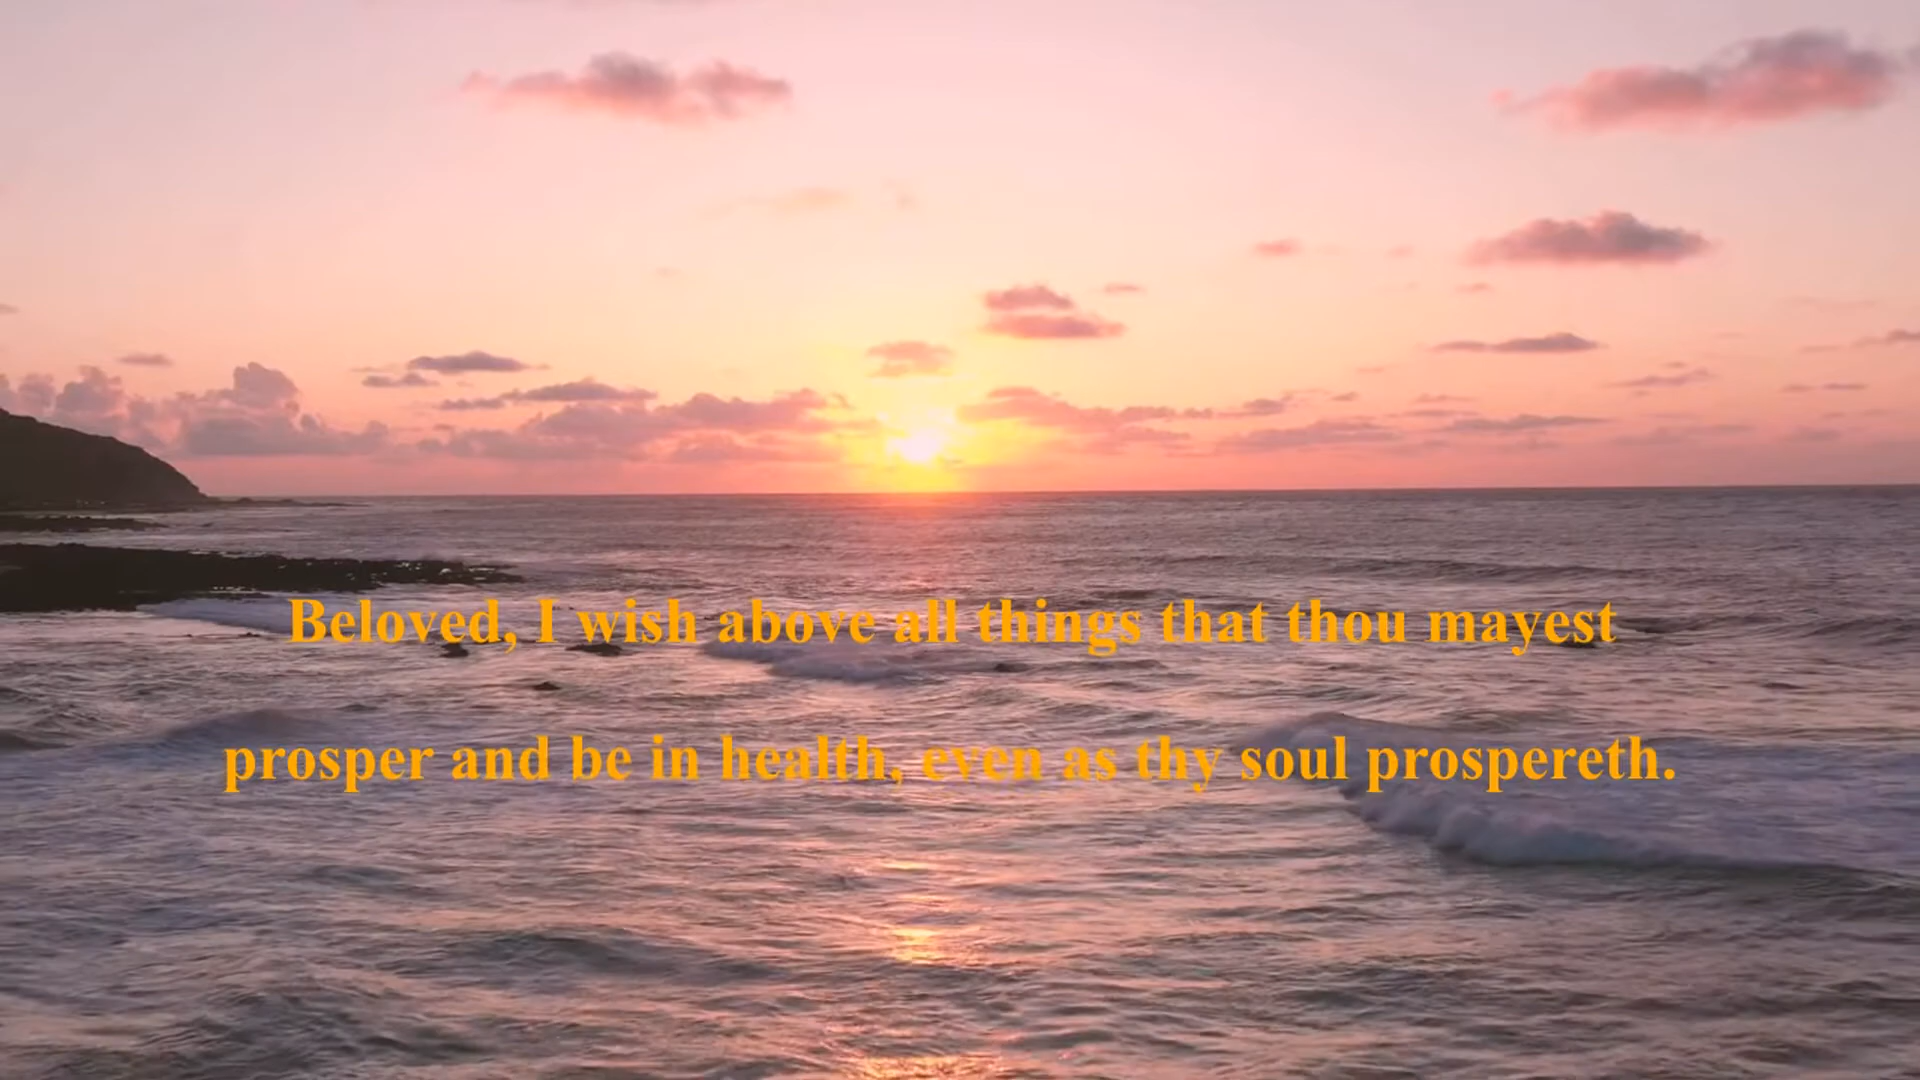 Beloved, I wish above all things that thou mayest
prosper and be in health, even as thy soul prospereth.